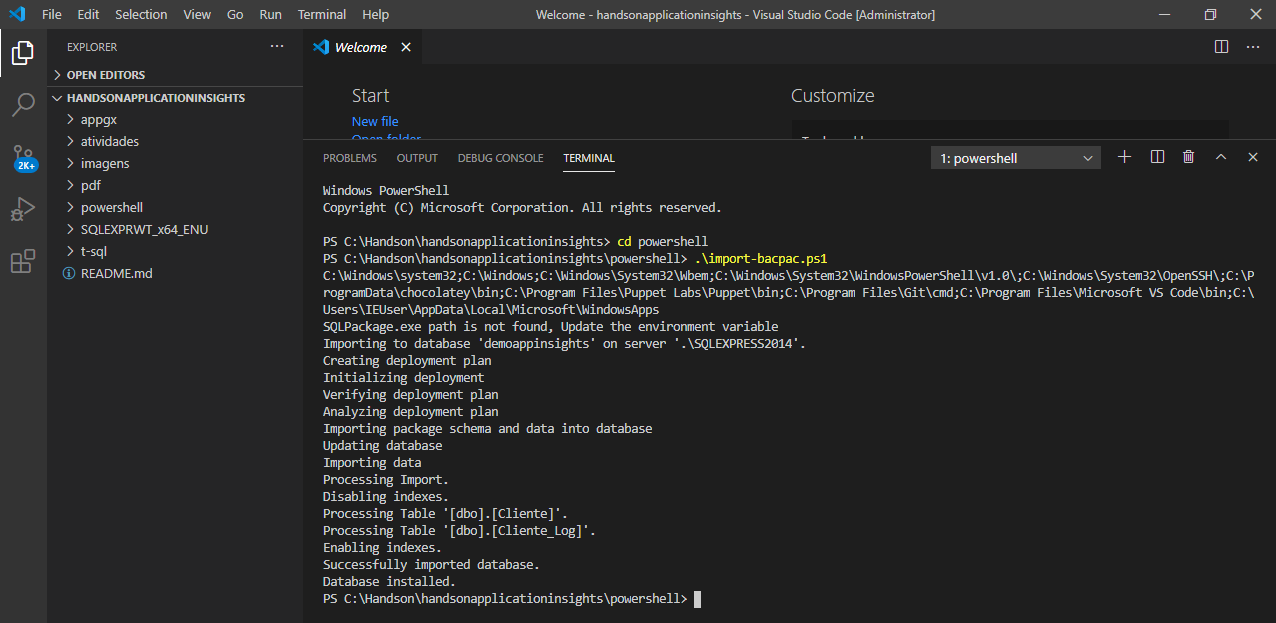 File Edit Selection View Go Run Terminal Help Welcome - handsonapplicationinsights - Visual Studio Code [Administrator]
EXPLORER
OPEN EDITORS
HANDSONAPPLICATIONINSIGHTS
appgx
atividades
imagens
pdf
powershell
SQLEXPRWT_x64_ENU
t-sql
README.md
2K+
Welcome
Start
Customize
New file
Open folder
PROBLEMS OUTPUT DEBUG CONSOLE TERMINAL 1: powershell
Windows PowerShell
Copyright (C) Microsoft Corporation. All rights reserved.
PS C:\Handson\handsonapplicationinsights> cd powershell
PS C:\Handson\handsonapplicationinsights\powershell> .\import-bacpac.ps1
C:\Windows\system32;C:\Windows;C:\Windows\System32\Wbem;C:\Windows\System32\WindowsPowerShell\v1.0\;C:\Windows\System32\OpenSSH\;C:\P
rogramData\chocolatey\bin;C:\Program Files\Puppet Labs\Puppet\bin;C:\Program Files\Git\cmd;C:\Program Files\Microsoft VS Code\bin;C:\
Users\IEUser\AppData\Local\Microsoft\WindowsApps
SQLPackage.exe path is not found, Update the environment variable
Importing to database 'demoappinsights' on server '.\SQLEXPRESS2014'.
Creating deployment plan
Initializing deployment
Verifying deployment plan
Analyzing deployment plan
Importing package schema and data into database
Updating database
Importing data
Processing Import.
Disabling indexes.
Processing Table '[dbo].[Cliente]'.
Processing Table '[dbo].[Cliente_Log]'.
Enabling indexes.
Successfully imported database.
Database installed.
PS C:\Handson\handsonapplicationinsights\powershell>